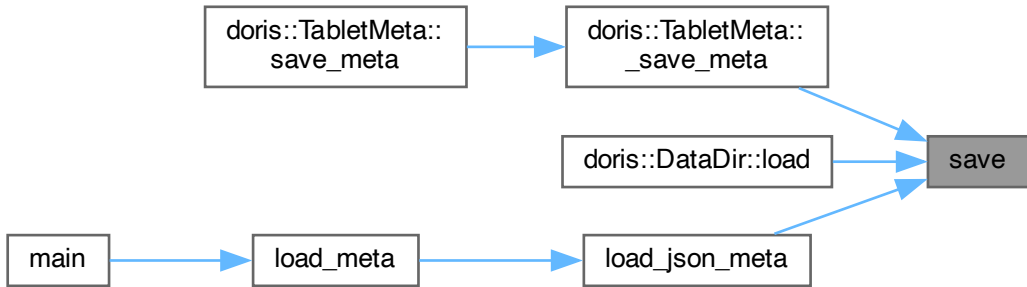 doris::TabletMeta::
save_meta
doris::TabletMeta::
_save_meta
doris::DataDir::load
save
main
load_meta
load_json_meta